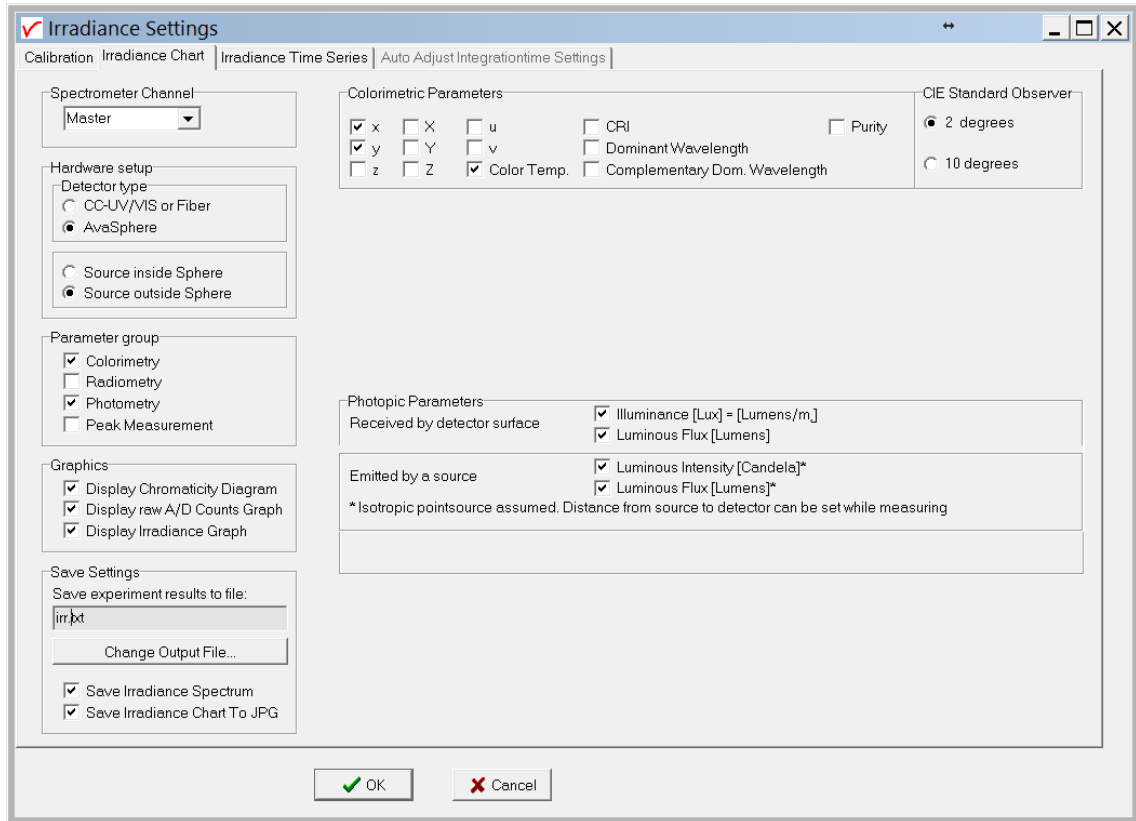 Irradiance Settings
Calibration Irradiance Chart Irradiance Time Series Auto Adjust Integrationtime Settings
Spectrometer Channel
Master
Hardware setup
Detector type
CC-UV/VIS or Fiber
AvaSphere
Source inside Sphere
Source outside Sphere
Parameter group
Colorimetry
Radiometry
Photometry
Peak Measurement
Graphics
Display Chromaticity Diagram
Display raw A/D Counts Graph
Display Irradiance Graph
Save Settings
Save experiment results to file:
irr.txt
Change Output File...
Save Irradiance Spectrum
Save Irradiance Chart To JPG
Colorimetric Parameters
x X u CRI Purity
y Y v Dominant Wavelength
z Z Color Temp. Complementary Dom. Wavelength
CIE Standard Observer
2 degrees
10 degrees
Photopic Parameters
Received by detector surface
Illuminance [Lux] = [Lumens/m,]
Luminous Flux [Lumens]
Emitted by a source
Luminous Intensity [Candela]*
Luminous Flux [Lumens]*
* Isotropic pointsource assumed. Distance from source to detector can be set while measuring
OK Cancel